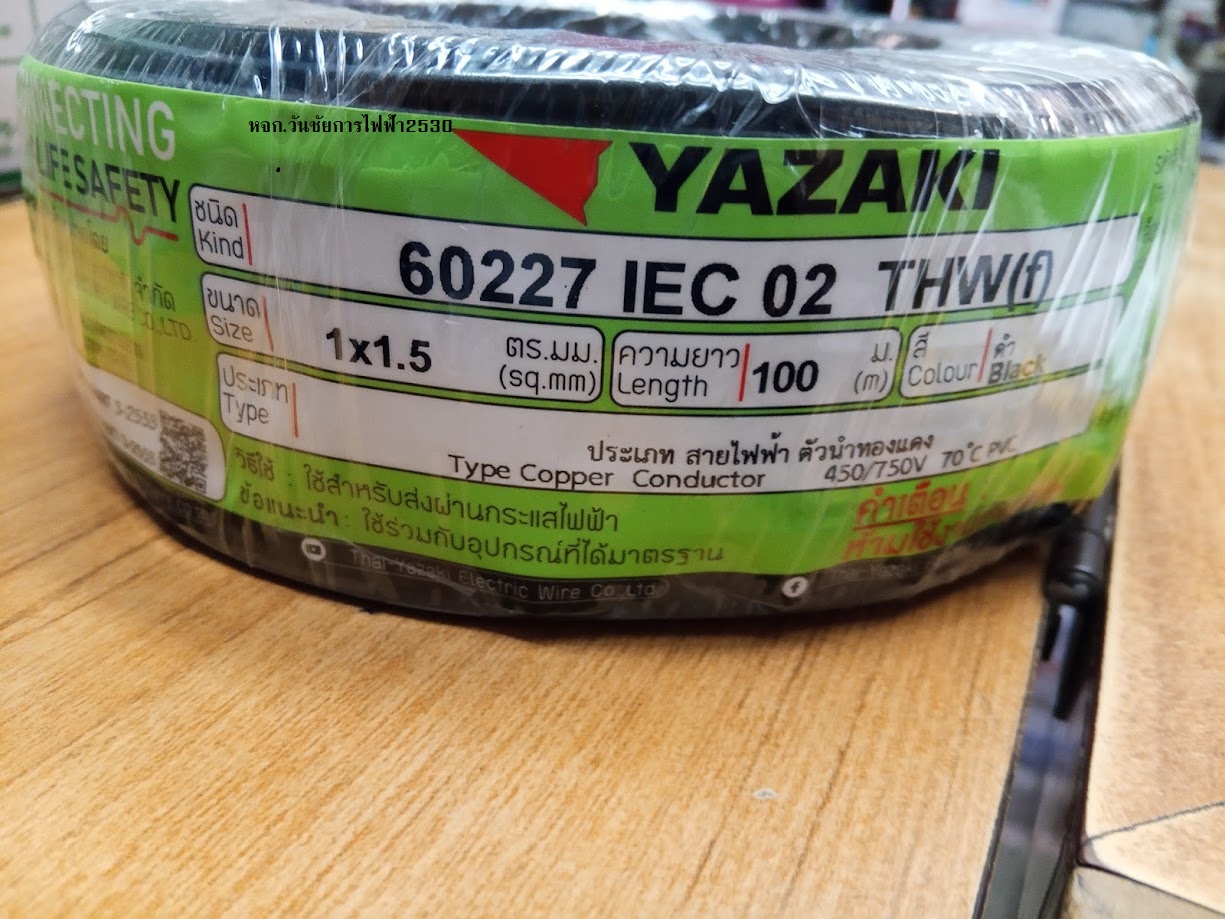 NNECTING
LIFE SAFETY
หจก.วันชัยการไฟฟ้า2530
YAZAKI
ชนิด
Kind
60227 IEC 02 THW(f)
ขนาด
Size
1x1.5
ตร.มม.
(sq.mm)
ความยาว
Length
100
ม.
(m)
สี
Colour
ดำ
Black
ประเภท
Type
ประเภท สายไฟฟ้า ตัวนำทองแดง
Type Copper Conductor 450/750V 70°C PVC
วิธีใช้ : ใช้สำหรับส่งผ่านกระแสไฟฟ้า
ข้อแนะนำ : ใช้ร่วมกับอุปกรณ์ที่ได้มาตรฐาน
คำเตือน :
Thai-Yazaki Electric Wire Co.,Ltd
จำกัด
CO.,LTD